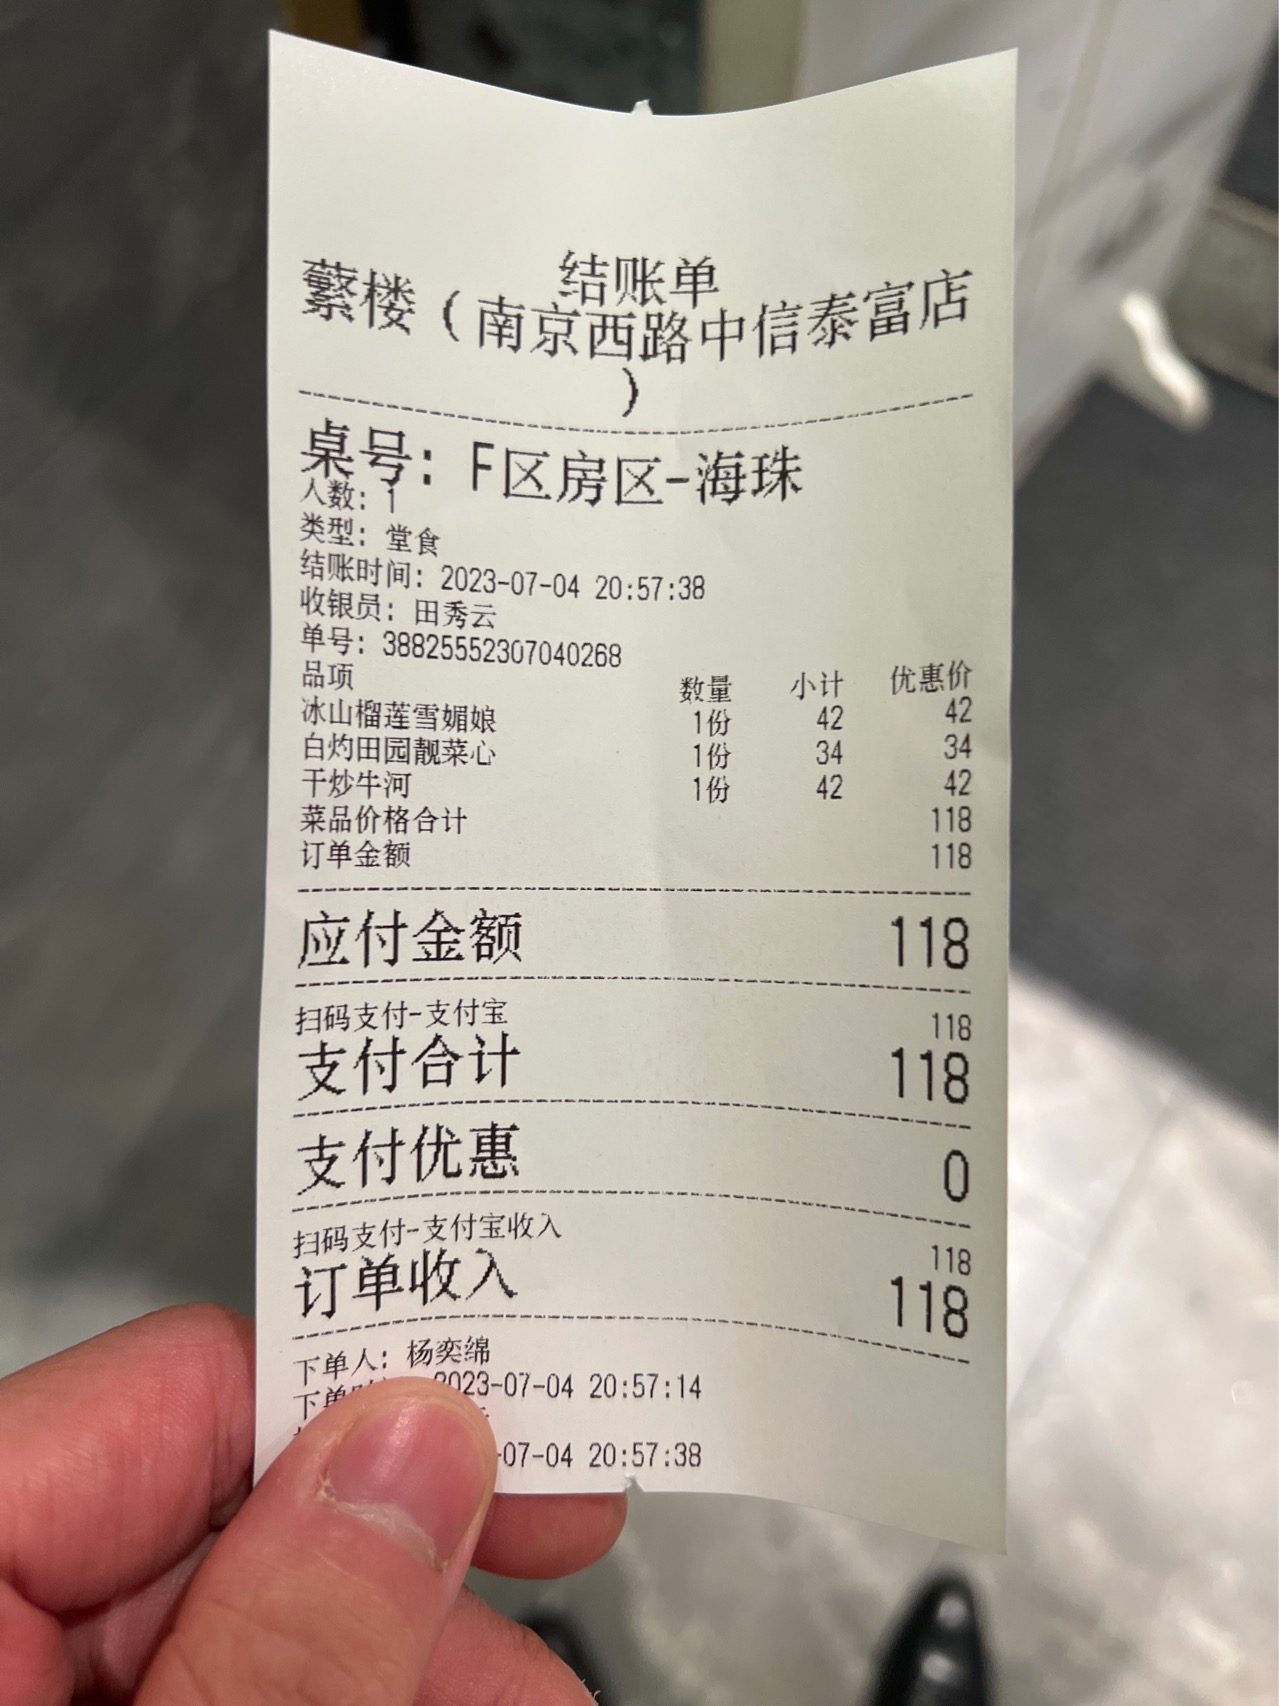 结账单
蘩楼（南京西路中信泰富店
）
桌号：F区房区-海珠
人数：1
类型：堂食
结账时间：2023-07-04 20:57:38
收银员：田秀云
单号：38825552307040268
品项 数量 小计 优惠价
冰山榴莲雪媚娘 1份 42 42
白灼田园靓菜心 1份 34 34
干炒牛河 1份 42 42
菜品价格合计 118
订单金额 118
应付金额 118
扫码支付-支付宝 118
支付合计 118
支付优惠 0
扫码支付-支付宝收入 118
订单收入 118
下单人：杨奕绵
下单 2023-07-04 20:57:14
-07-04 20:57:38